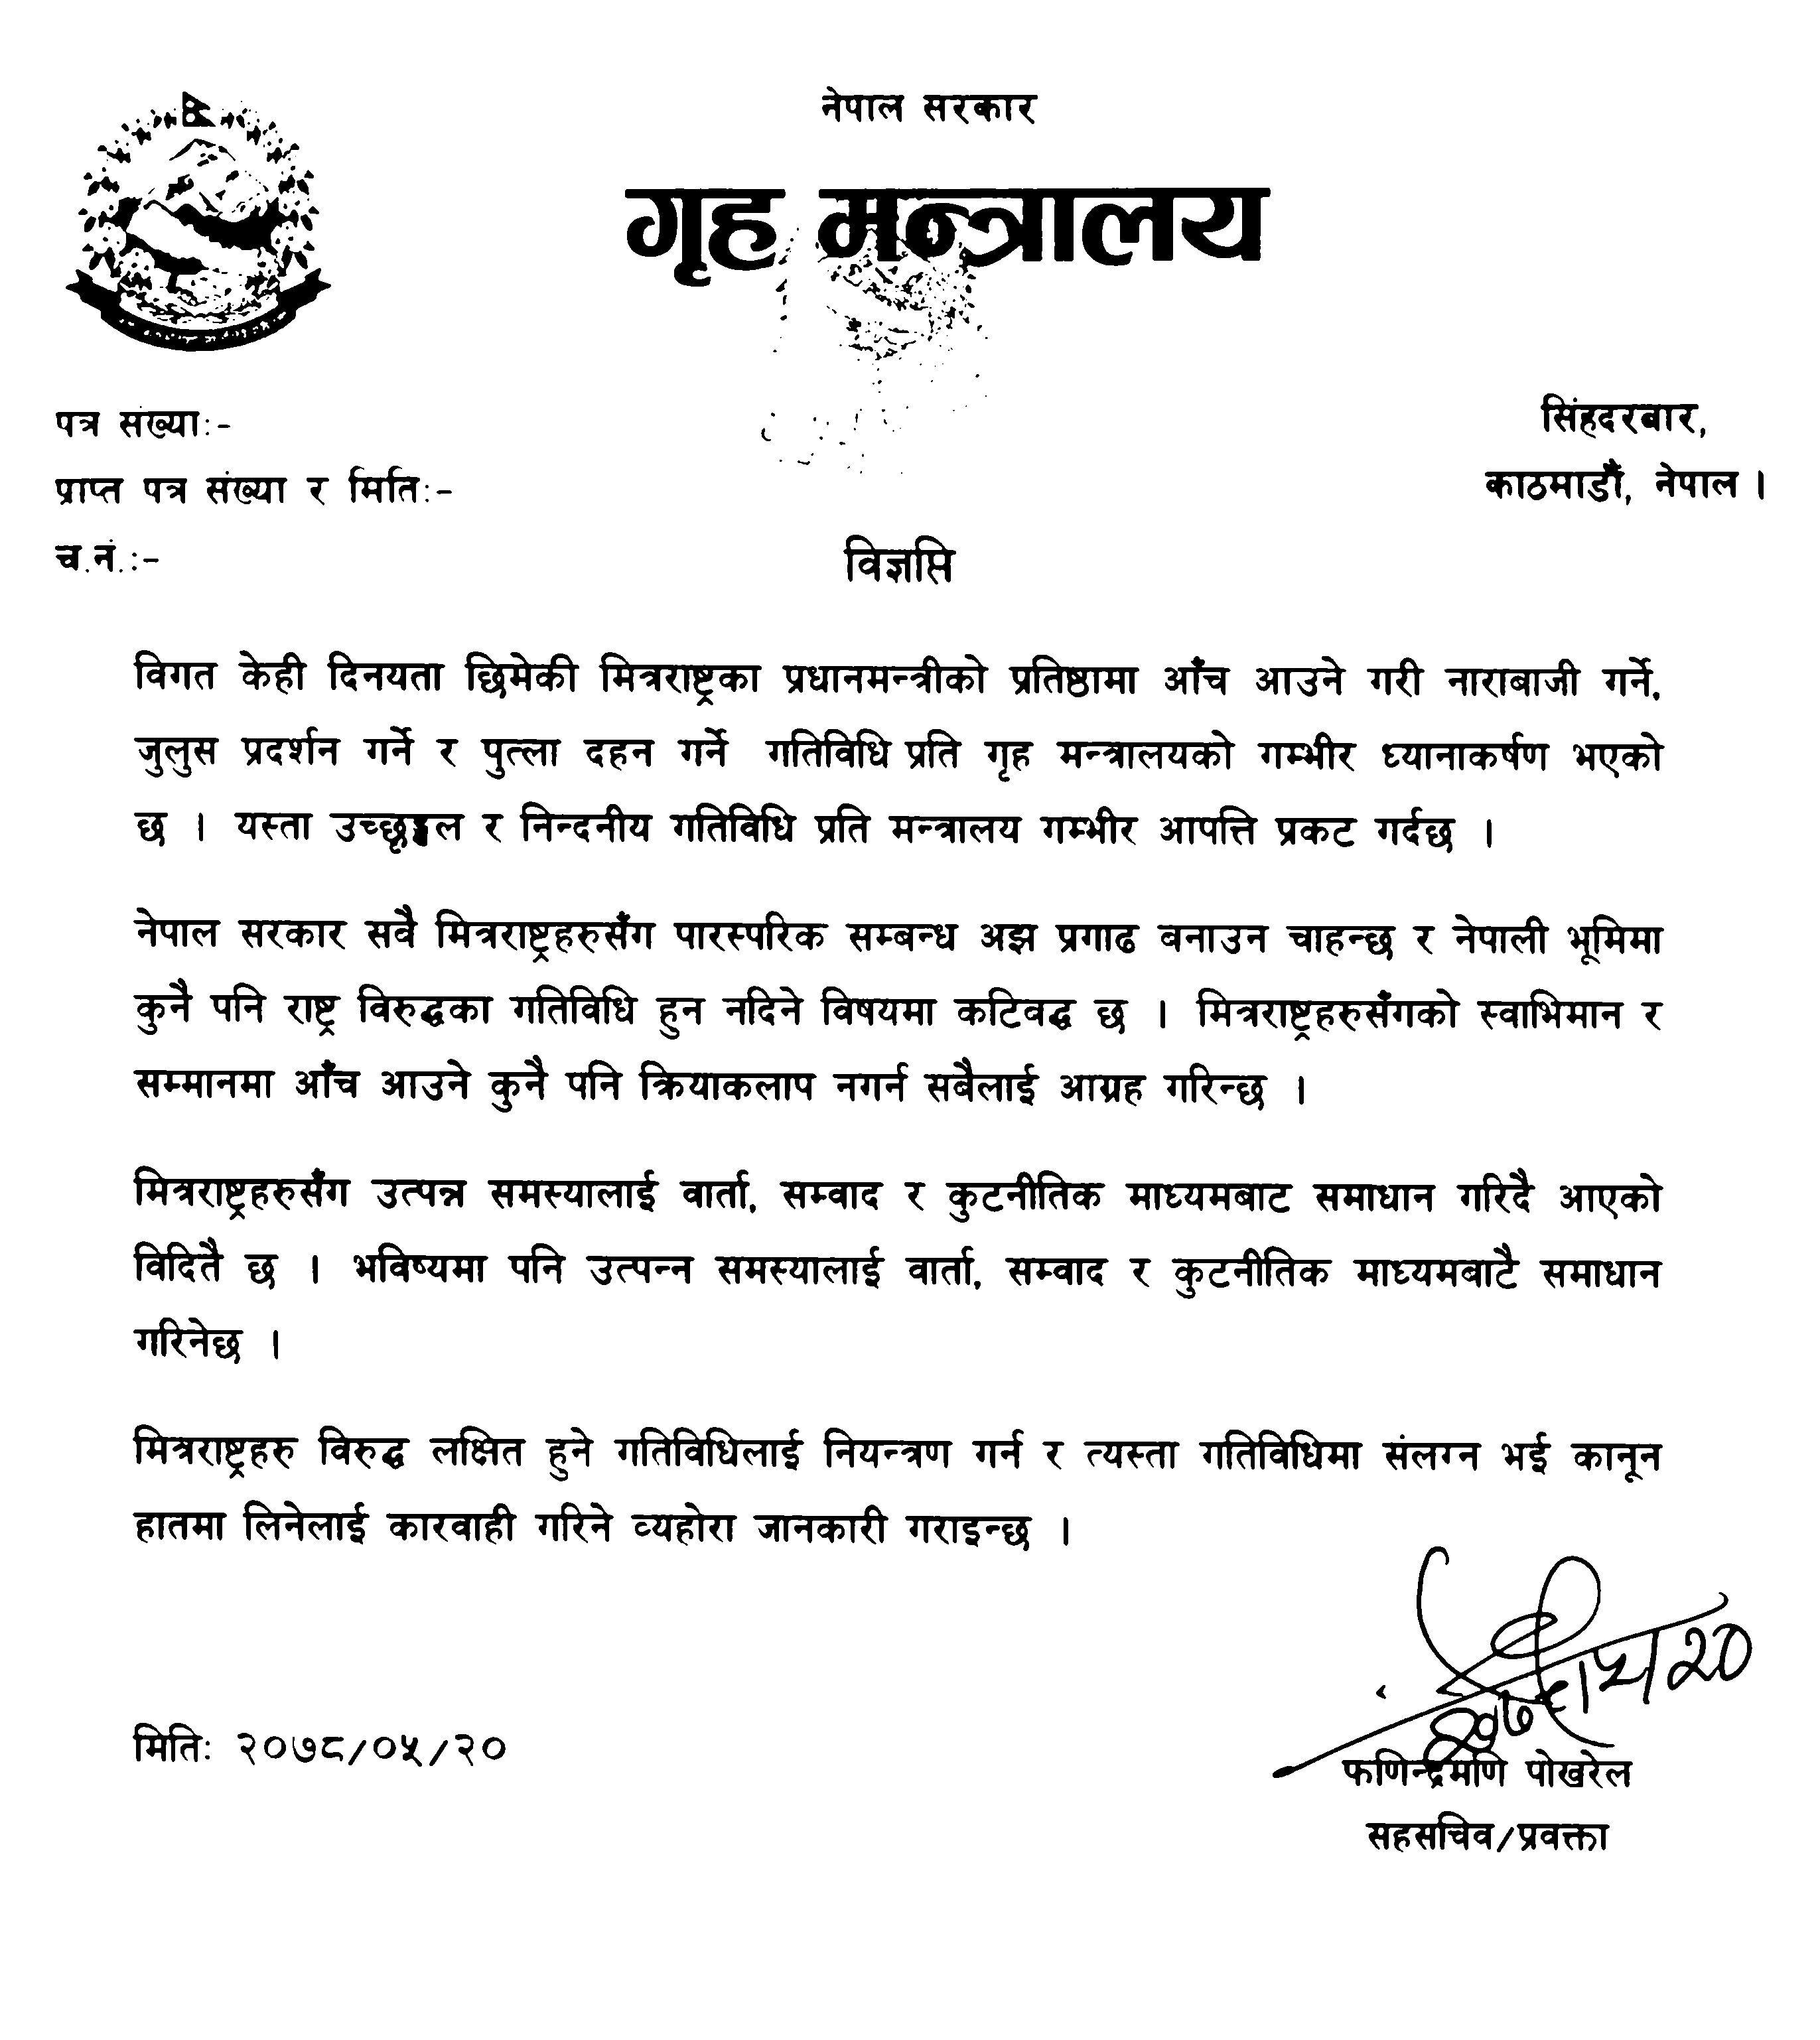 नेपाल सरकार
गृह मन्त्रालय
पत्र संख्या:-
सिंहदरबार,
प्राप्त पत्र संख्या र मिति:-
काठमाडौं, नेपाल ।
च.नं.:-
विज्ञप्ति
विगत केही दिनयता छिमेकी मित्रराष्ट्रका प्रधानमन्त्रीको प्रतिष्ठामा आँच आउने गरी नाराबाजी गर्ने,
जुलुस प्रदर्शन गर्ने र पुत्ला दहन गर्ने गतिविधि प्रति गृह मन्त्रालयको गम्भीर ध्यानाकर्षण भएको
छ । यस्ता उच्छृङ्खल र निन्दनीय गतिविधि प्रति मन्त्रालय गम्भीर आपत्ति प्रकट गर्दछ ।
नेपाल सरकार सवै मित्रराष्ट्रहरुसँग पारस्परिक सम्बन्ध अझ प्रगाढ बनाउन चाहन्छ र नेपाली भूमिमा
कुनै पनि राष्ट्र विरुद्धका गतिविधि हुन नदिने विषयमा कटिवद्ध छ । मित्रराष्ट्रहरुसँगको स्वाभिमान र
सम्मानमा आँच आउने कुनै पनि क्रियाकलाप नगर्न सबैलाई आग्रह गरिन्छ ।
मित्रराष्ट्रहरुसँग उत्पन्न समस्यालाई वार्ता, सम्वाद र कुटनीतिक माध्यमबाट समाधान गरिदै आएको
विदितै छ । भविष्यमा पनि उत्पन्न समस्यालाई वार्ता, सम्वाद र कुटनीतिक माध्यमबाटै समाधान
गरिनेछ ।
मित्रराष्ट्रहरु विरुद्ध लक्षित हुने गतिविधिलाई नियन्त्रण गर्न र त्यस्ता गतिविधिमा संलग्न भई कानून
हातमा लिनेलाई कारवाही गरिने व्यहोरा जानकारी गराइन्छ ।
मिति: २०७८/०५/२०
फणिन्द्रमणि पोखरेल
सहसचिव/प्रवक्ता